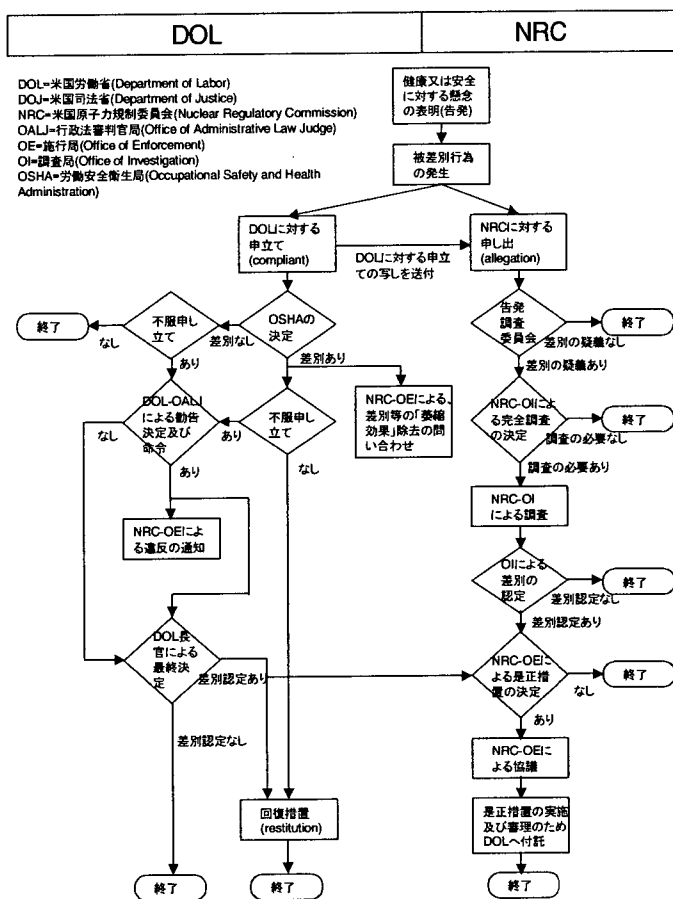 DOL
NRC
DOL=米国労働省(Department of Labor)
DOJ=米国司法省(Department of Justice)
NRC=米国原子力規制委員会(Nuclear Regulatory Commission)
OALJ=行政法審判官局(Office of Administrative Law Judge)
OE=施行局(Office of Enforcement)
OI=調査局(Office of Investigation)
OSHA=労働安全衛生局(Occupational Safety and Health
Administration)
健康又は安全
に対する懸念
の表明(告発)
被差別行為
の発生
DOLに対する
申立て
(compliant)
DOLに対する申立
ての写しを送付
NRCに対する
申し出
(allegation)
終了
なし
不服申し
立て
差別なし
OSHAの
決定
告発
調査
委員会
終了
差別の疑義なし
あり
差別あり
差別の疑義あり
DOL-OALJ
による勧告
決定及び
命令
なし
あり
不服申し
立て
NRC-OEによる、
差別等の「萎縮
効果」除去の問
い合わせ
NRC-OIによ
る完全調査
の決定
終了
調査の必要なし
あり
なし
調査の必要あり
NRC-OEによ
る違反の通知
NRC-OI
による調査
OIによる
差別の
認定
終了
差別認定なし
差別認定あり
DOL長
官による
最終決
定
差別認定あり
NRC-OEに
よる是正措
置の決定
終了
なし
差別認定なし
あり
NRC-OE
による協議
回復措置
(restitution)
是正措置の実施
及び審理のため
DOLへ付託
終了
終了
終了